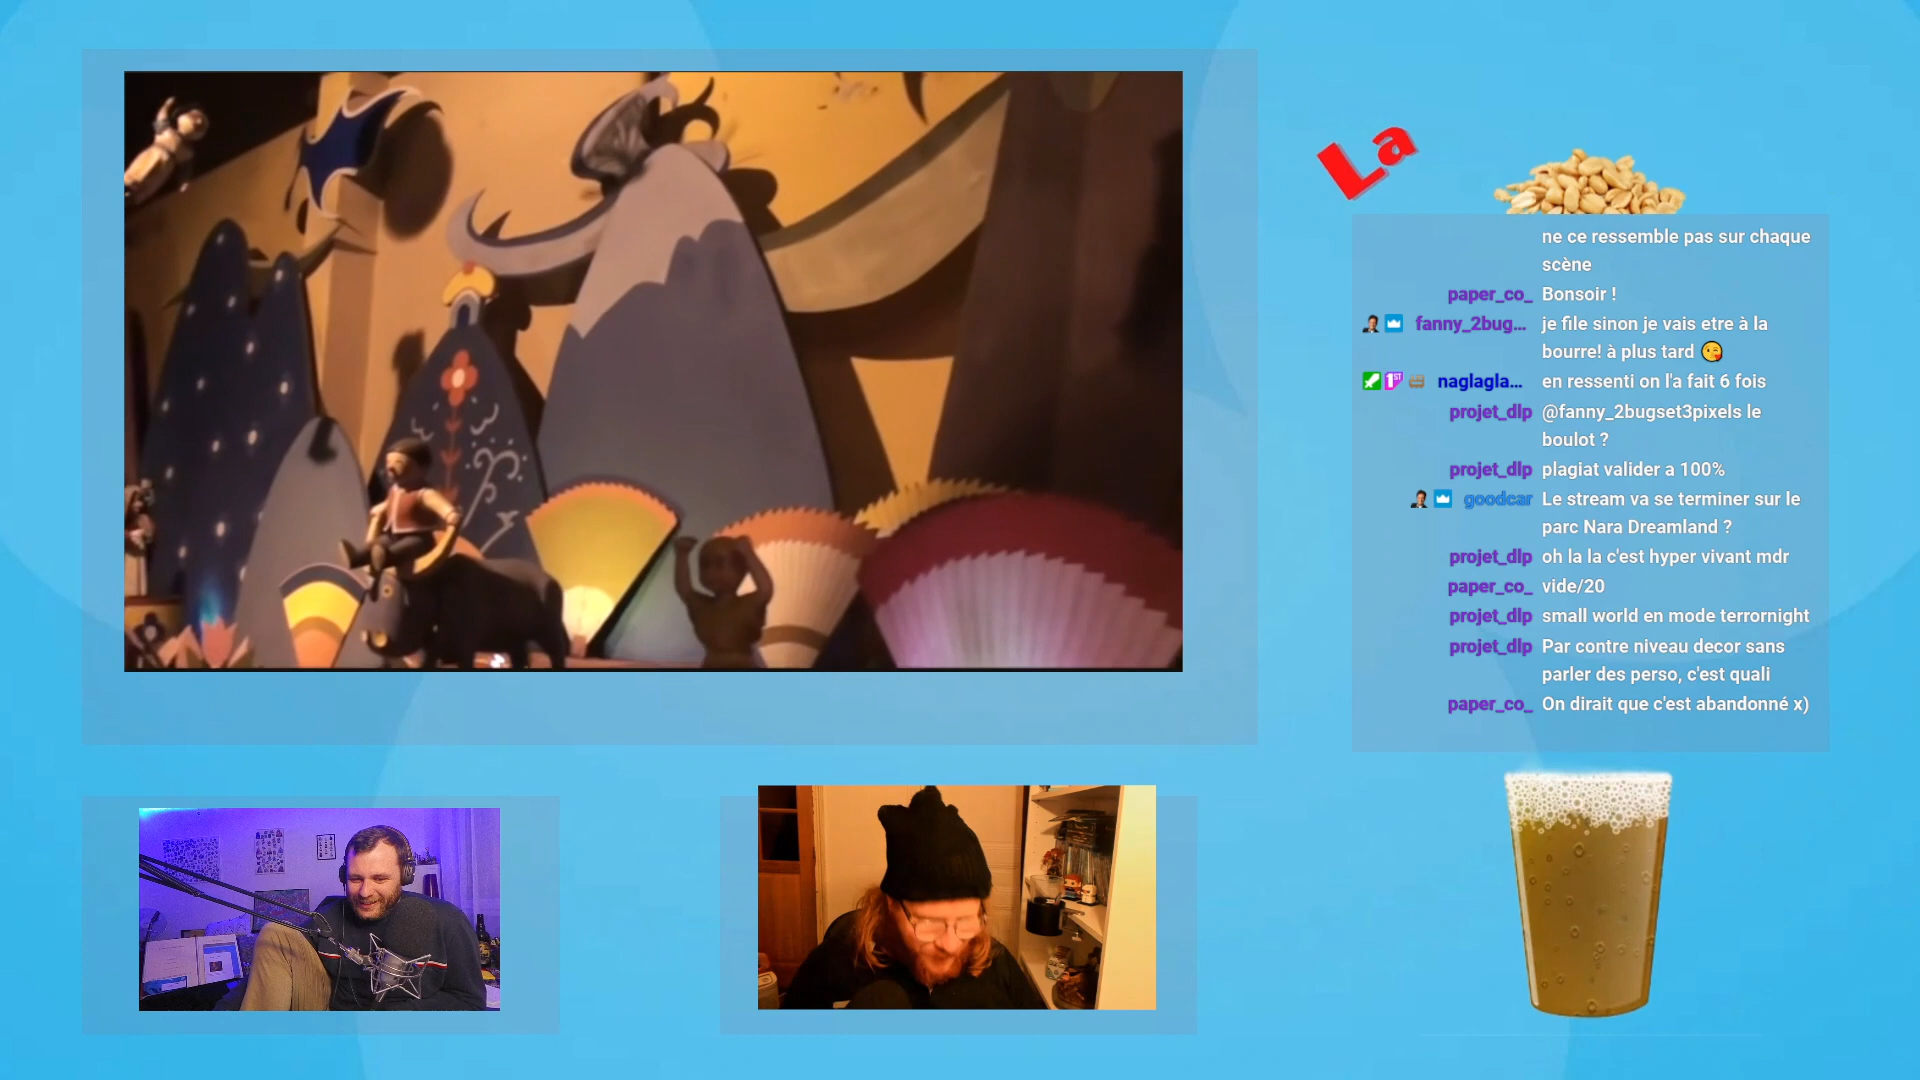 La
ne ce ressemble pas sur chaque
scène
paper_co_ Bonsoir !
fanny_2bug... je file sinon je vais etre à la
bourre! à plus tard 😘
1ST naglagla... en ressenti on l'a fait 6 fois
projet_dlp @fanny_2bugset3pixels le
boulot ?
projet_dlp plagiat valider a 100%
goodcar Le stream va se terminer sur le
parc Nara Dreamland ?
projet_dlp oh la la c'est hyper vivant mdr
paper_co_ vide/20
projet_dlp small world en mode terrornight
projet_dlp Par contre niveau decor sans
parler des perso, c'est quali
paper_co_ On dirait que c'est abandonné x)